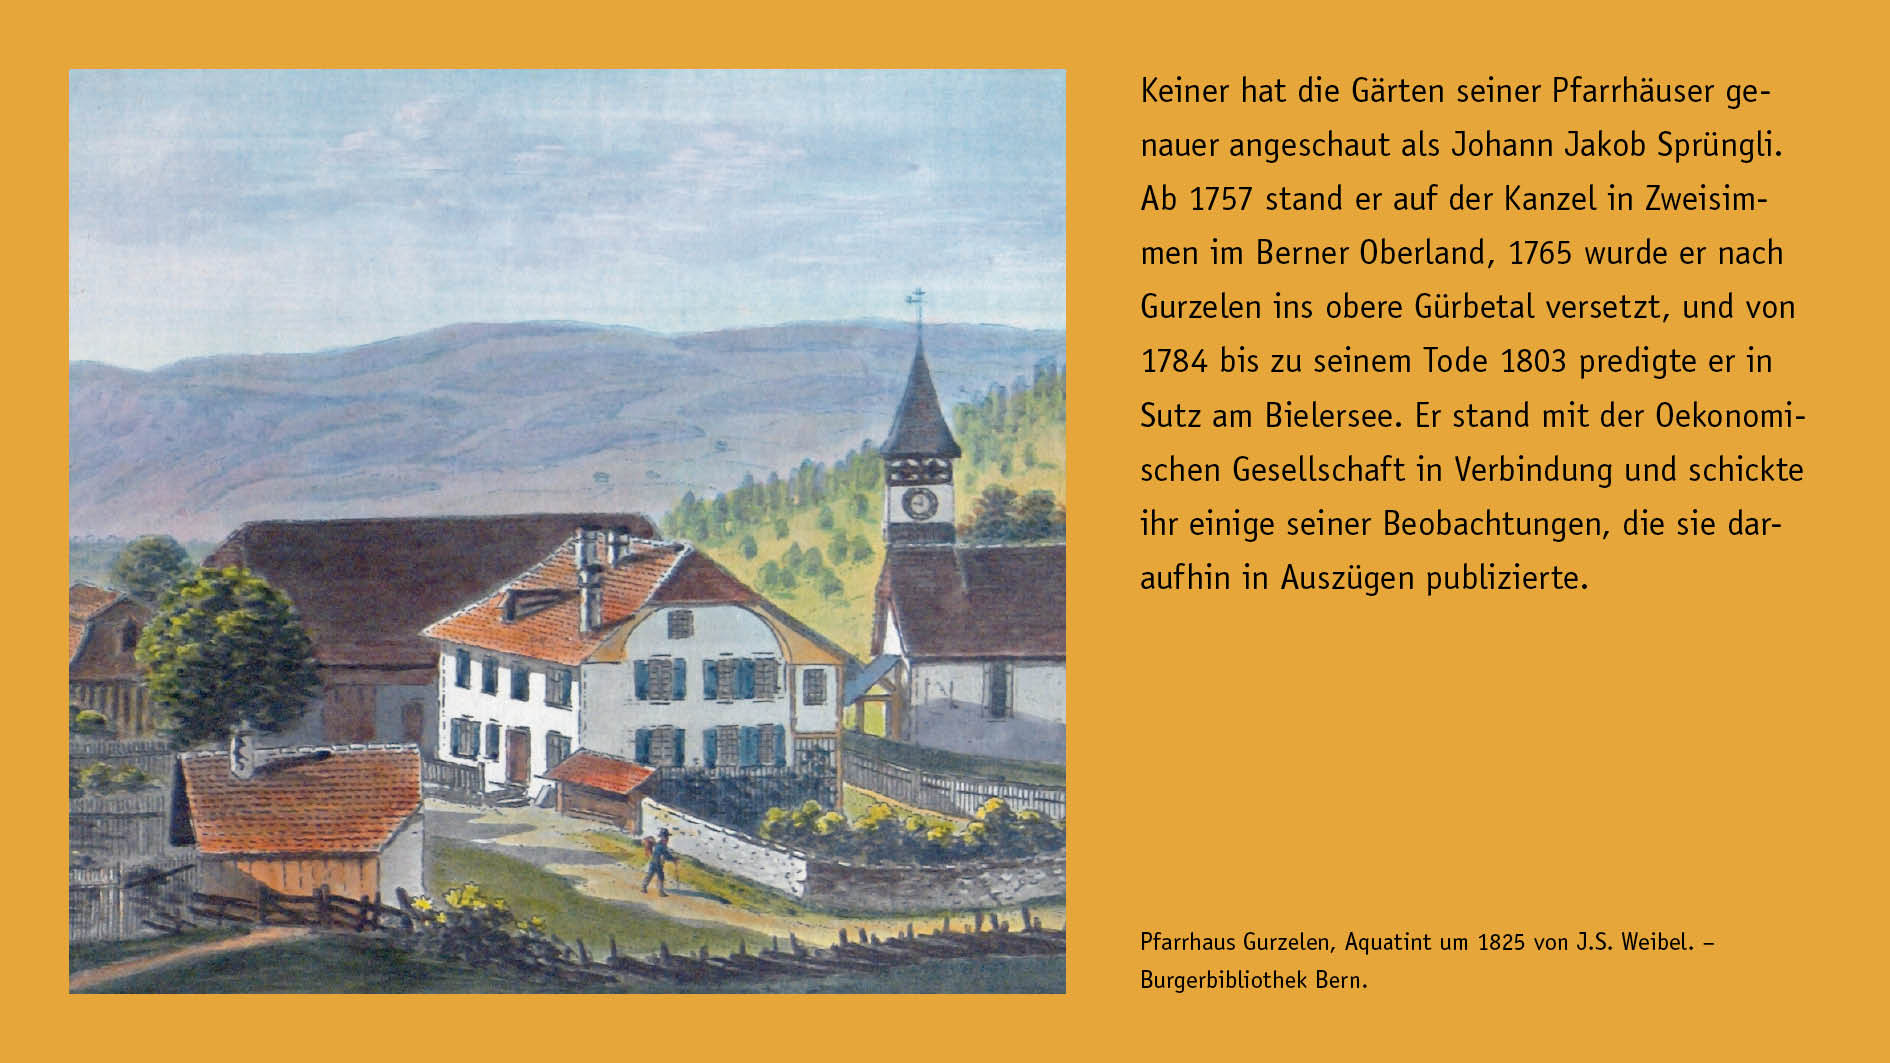 Keiner hat die Gärten seiner Pfarrhäuser ge-
nauer angeschaut als Johann Jakob Sprüngli.
Ab 1757 stand er auf der Kanzel in Zweisim-
men im Berner Oberland, 1765 wurde er nach
Gurzelen ins obere Gürbetal versetzt, und von
1784 bis zu seinem Tode 1803 predigte er in
Sutz am Bielersee. Er stand mit der Oekonomi-
schen Gesellschaft in Verbindung und schickte
ihr einige seiner Beobachtungen, die sie dar-
aufhin in Auszügen publizierte.
Pfarrhaus Gurzelen, Aquatint um 1825 von J.S. Weibel. –
Burgerbibliothek Bern.